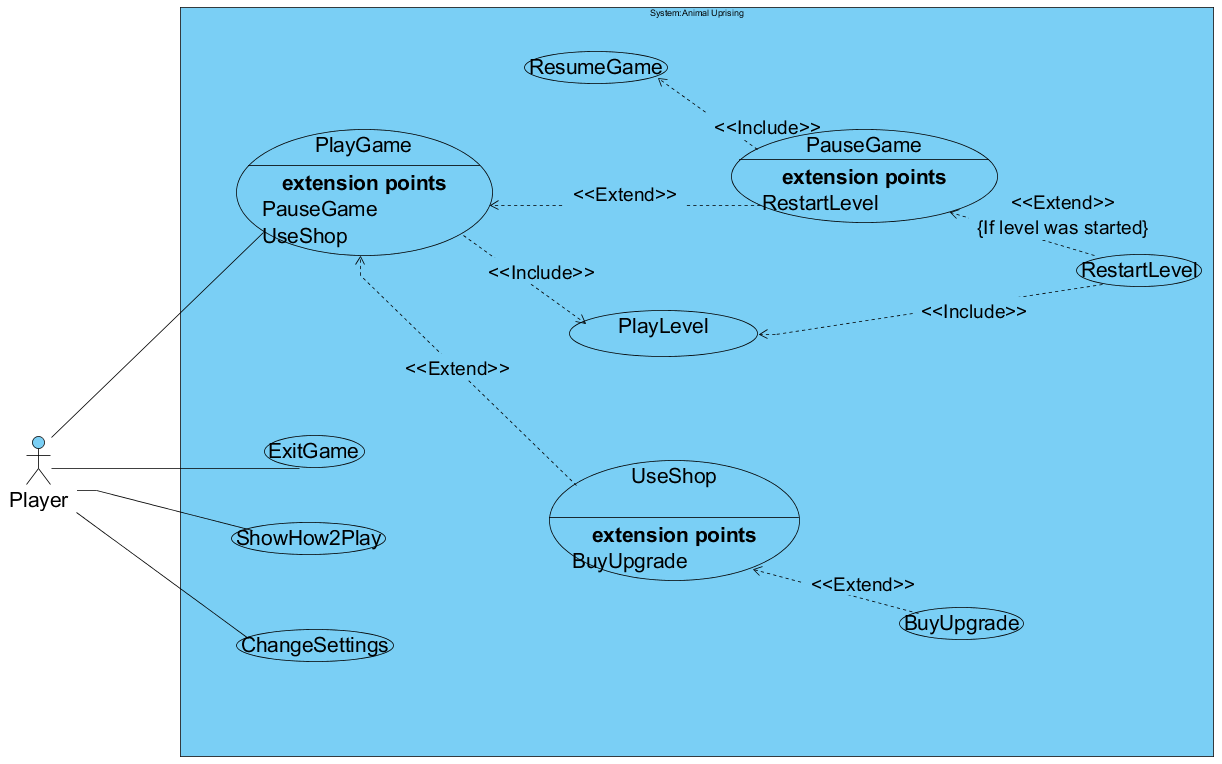 System:Animal Uprising
ResumeGame
<<Include>>
PlayGame
extension points
PauseGame
UseShop
PauseGame
extension points
RestartLevel
<<Extend>>
<<Extend>>
{If level was started}
RestartLevel
<<Include>>
PlayLevel
<<Include>>
<<Extend>>
ExitGame
Player
UseShop
extension points
BuyUpgrade
ShowHow2Play
<<Extend>>
BuyUpgrade
ChangeSettings